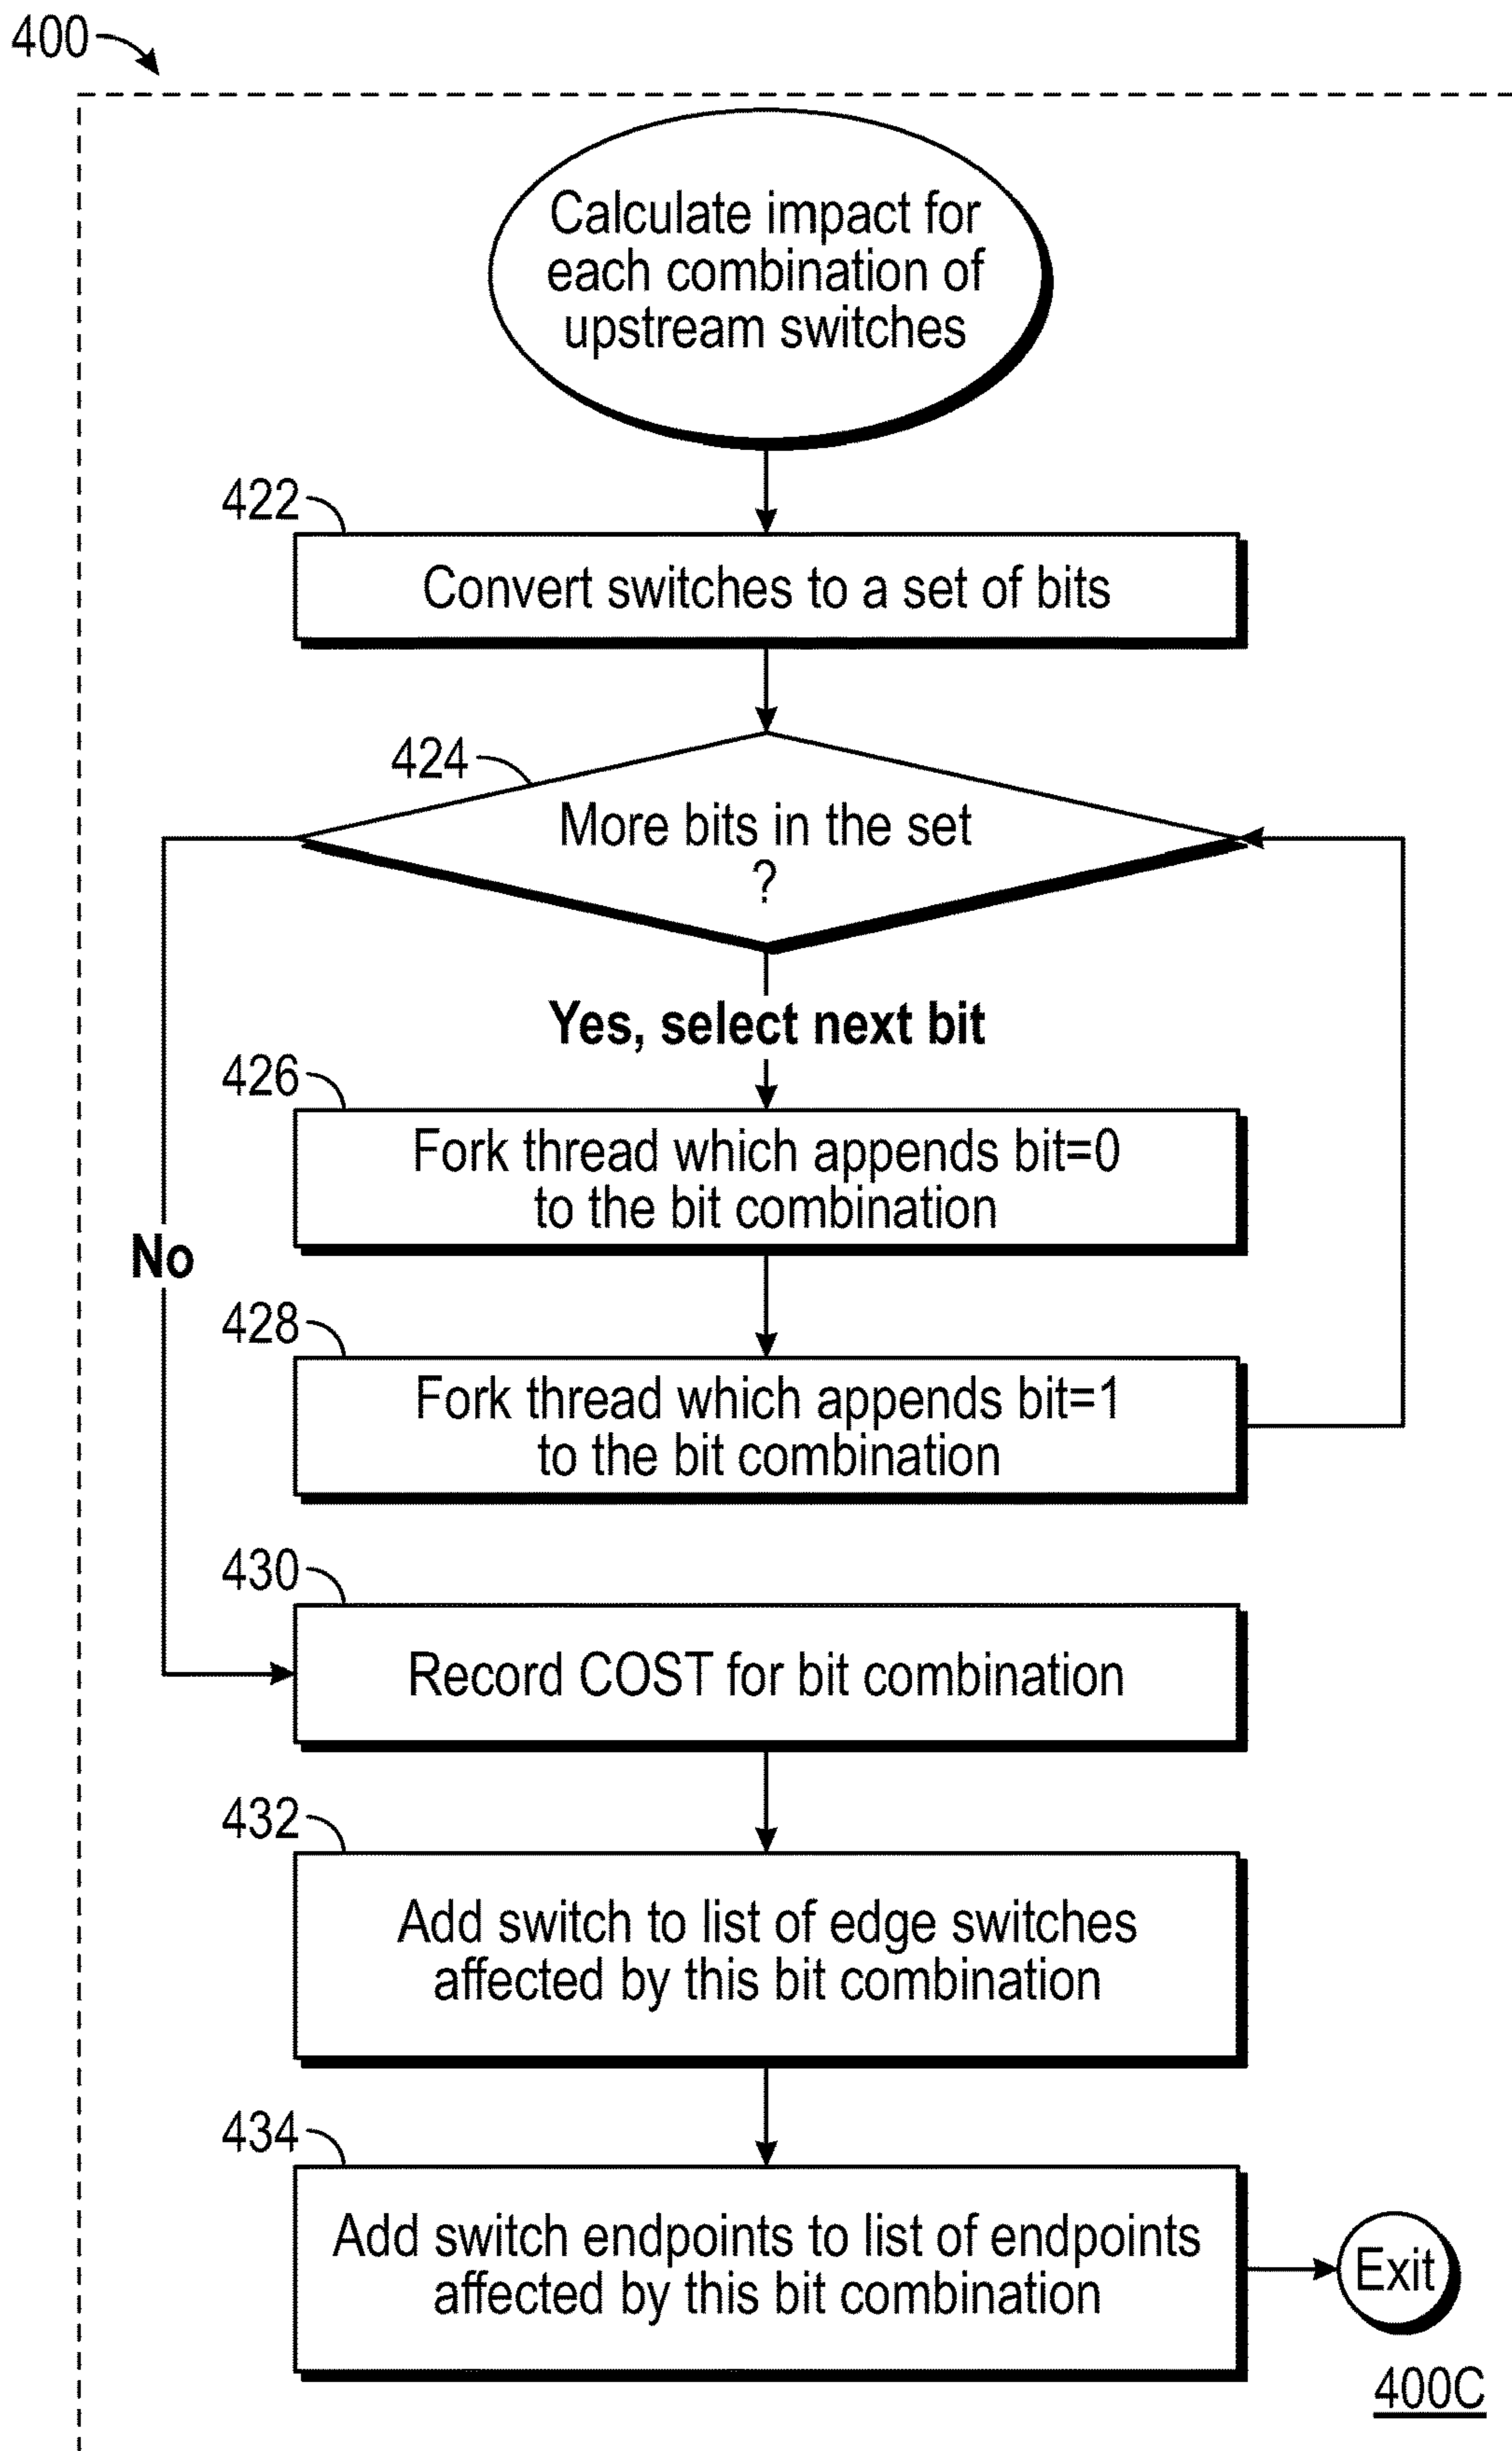 400
Calculate impact for
each combination of
upstream switches
422
Convert switches to a set of bits
424
More bits in the set
?
Yes, select next bit
426
Fork thread which appends bit=0
to the bit combination
No
428
Fork thread which appends bit=1
to the bit combination
430
Record COST for bit combination
432
Add switch to list of edge switches
affected by this bit combination
434
Add switch endpoints to list of endpoints
affected by this bit combination
Exit
400C